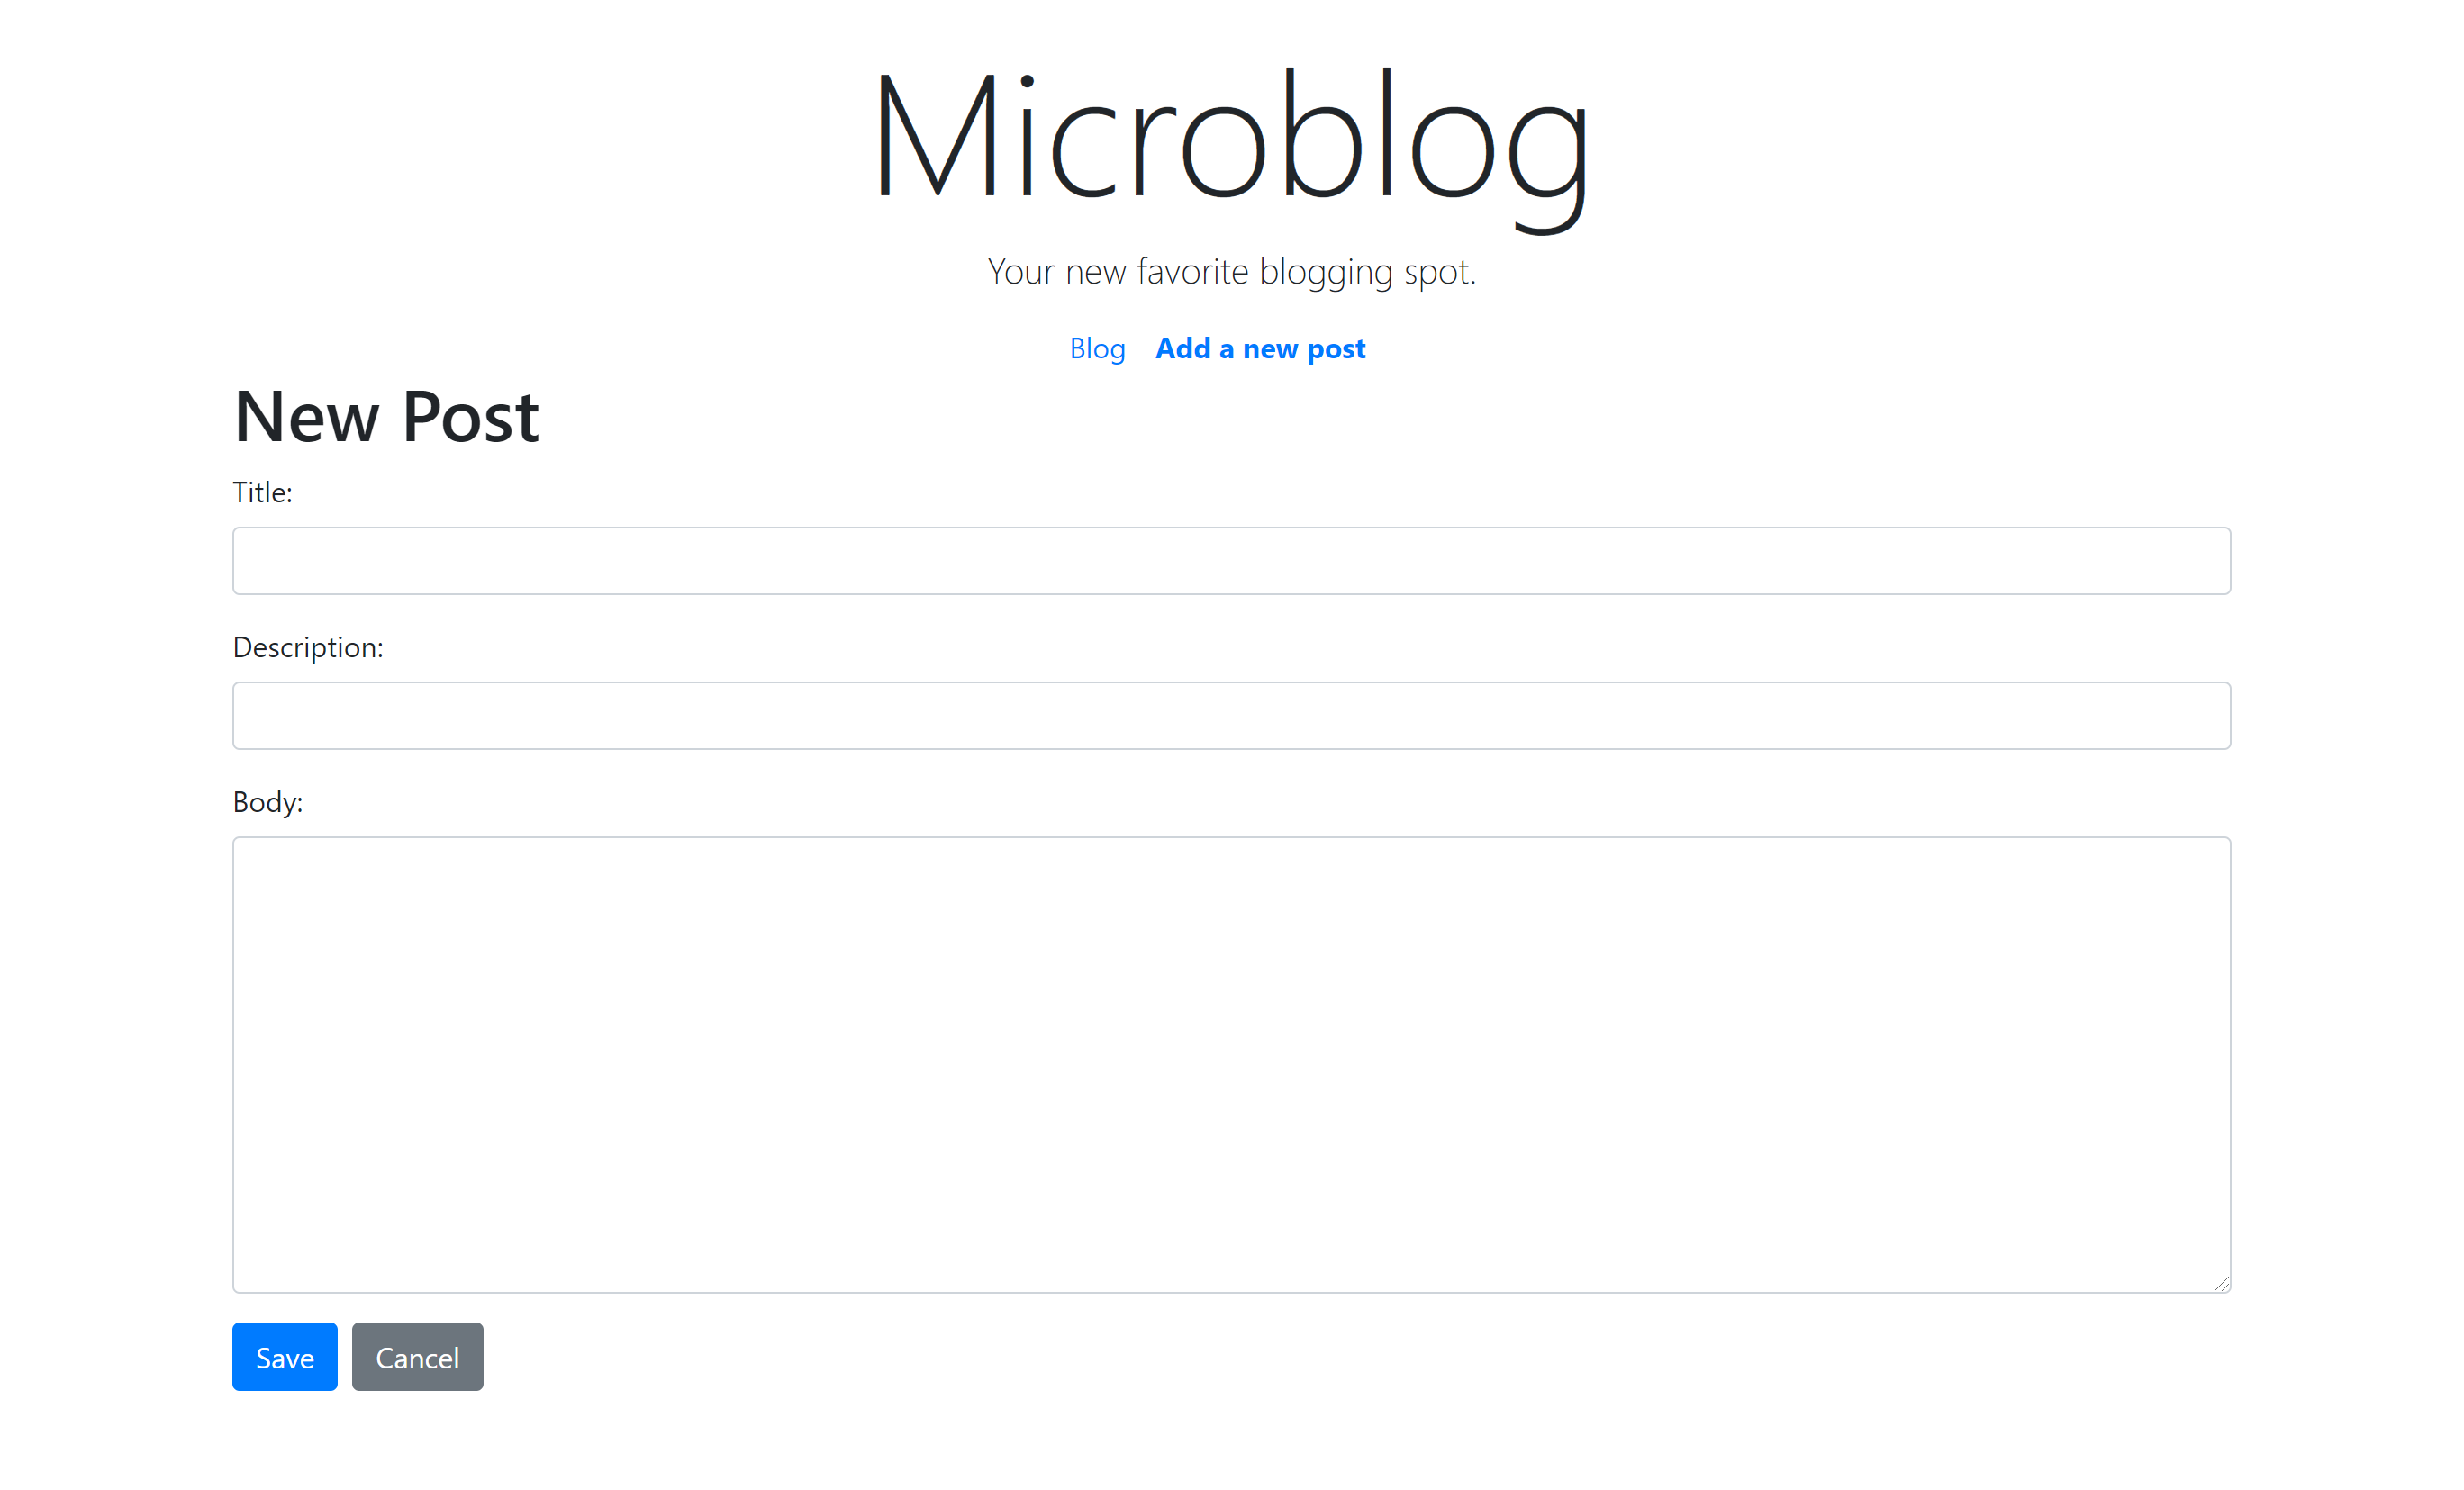 Microblog
Your new favorite blogging spot.
Blog Add a new post
New Post
Title:
Description:
Body:
Save Cancel